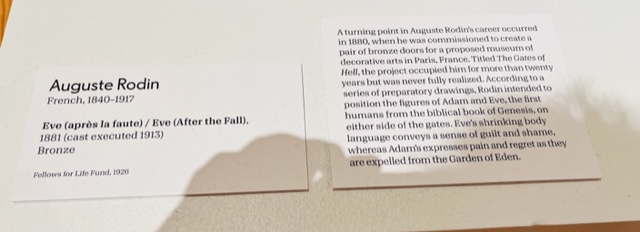 Auguste Rodin
French, 1840–1917
Eve (après la faute) / Eve (After the Fall),
1881 (cast executed 1913)
Bronze
Fellows for Life Fund, 1926
A turning point in Auguste Rodin's career occurred
in 1880, when he was commissioned to create a
pair of bronze doors for a proposed museum of
decorative arts in Paris, France. Titled The Gates of
Hell, the project occupied him for more than twenty
years but was never fully realized. According to a
series of preparatory drawings, Rodin intended to
position the figures of Adam and Eve, the first
humans from the biblical book of Genesis, on
either side of the gates. Eve's shrinking body
language conveys a sense of guilt and shame,
whereas Adam's expresses pain and regret as they
are expelled from the Garden of Eden.